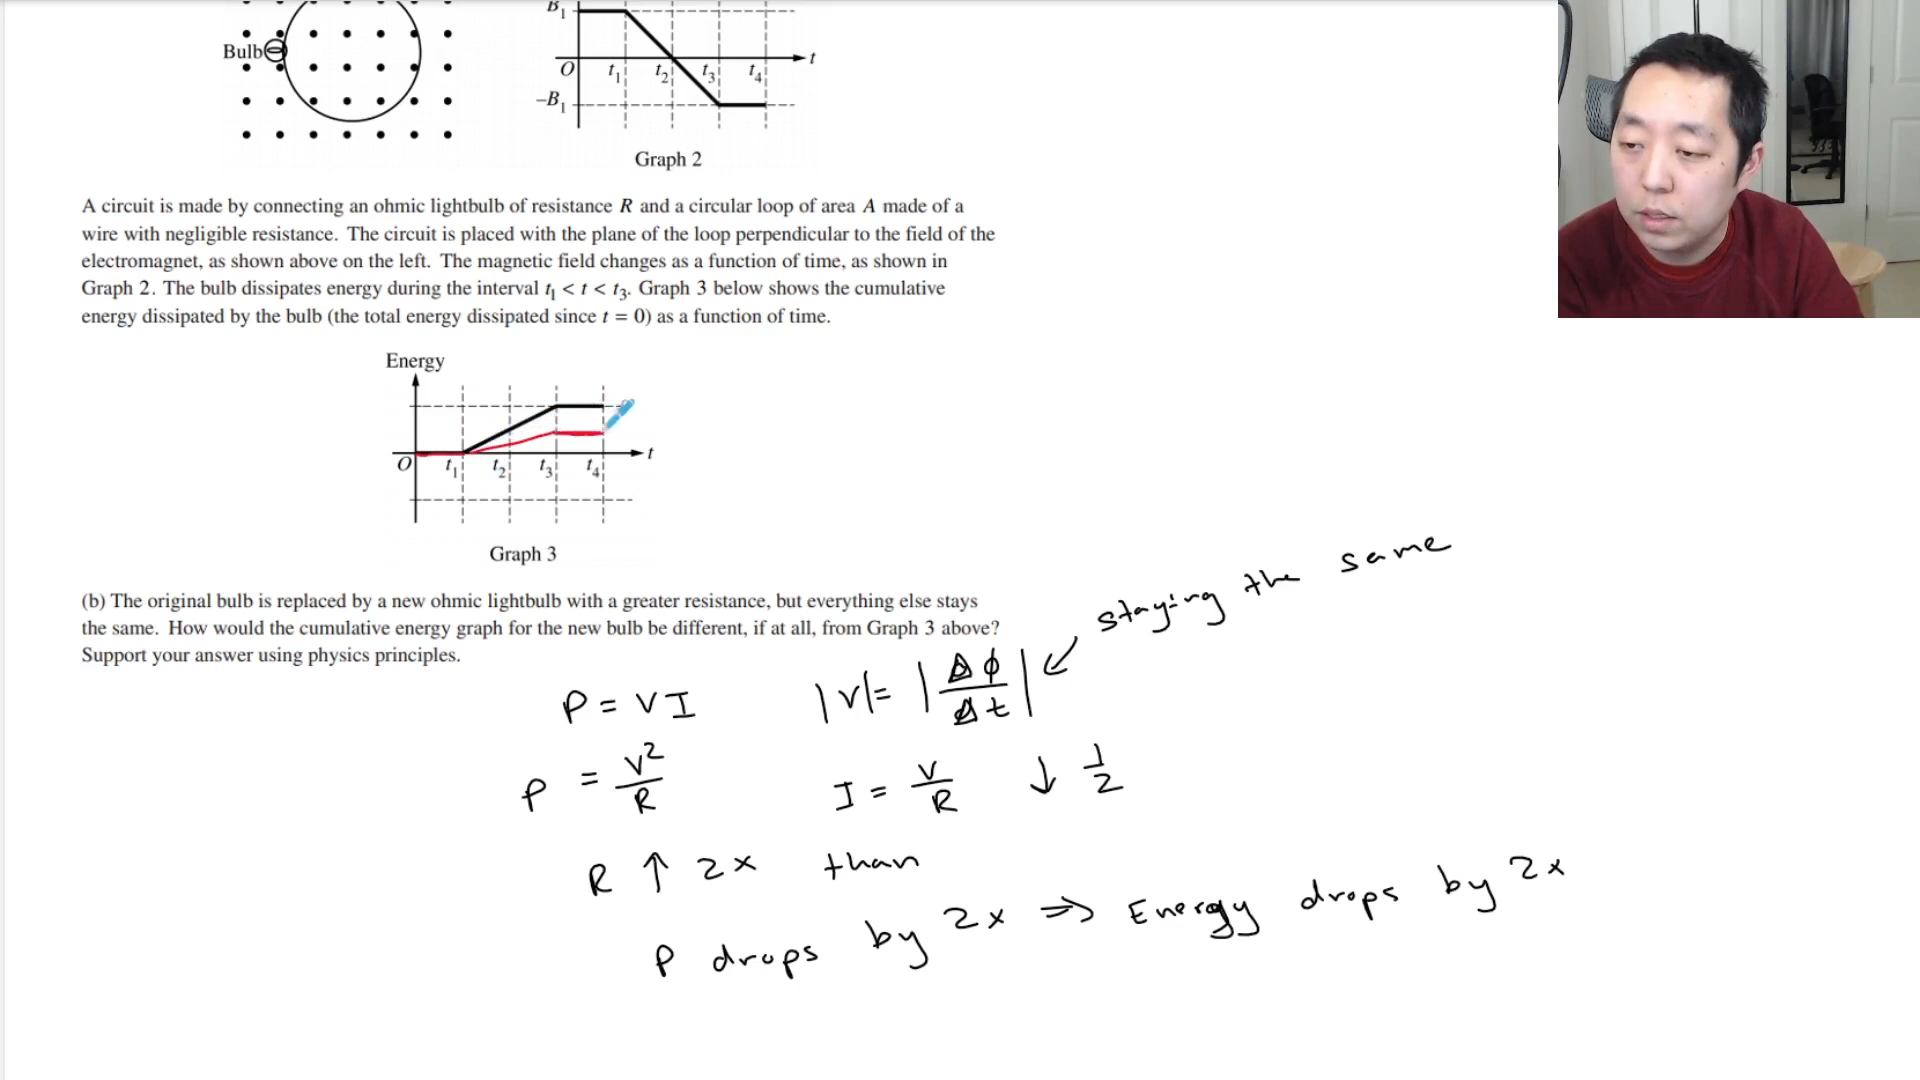 Bulb
B₁
O t₁ t₂ t₃ t₄ t
–B₁
Graph 2
A circuit is made by connecting an ohmic lightbulb of resistance R and a circular loop of area A made of a
wire with negligible resistance. The circuit is placed with the plane of the loop perpendicular to the field of the
electromagnet, as shown above on the left. The magnetic field changes as a function of time, as shown in
Graph 2. The bulb dissipates energy during the interval t₁ < t < t₃. Graph 3 below shows the cumulative
energy dissipated by the bulb (the total energy dissipated since t = 0) as a function of time.
Energy
O t₁ t₂ t₃ t₄ t
Graph 3
(b) The original bulb is replaced by a new ohmic lightbulb with a greater resistance, but everything else stays
the same. How would the cumulative energy graph for the new bulb be different, if at all, from Graph 3 above?
Support your answer using physics principles.
staying the same
P = VI |V| = |Δϕ/Δt|
P = V²/R I = V/R ↓ 1/2
R ↑ 2x than
P drops by 2x => Energy drops by 2x